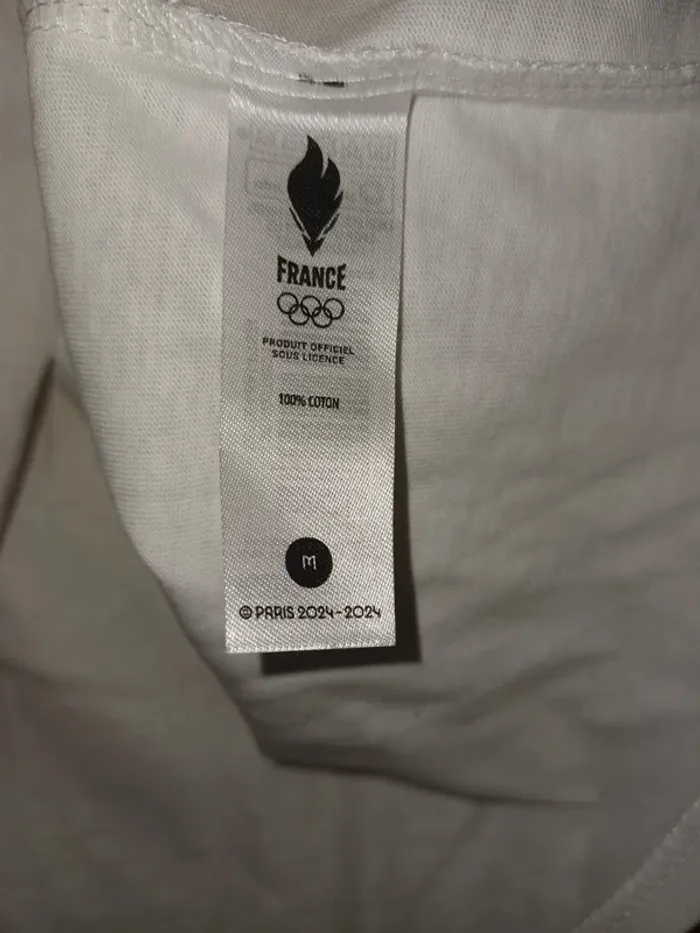 FRANCE
PRODUIT OFFICIEL
SOUS LICENCE
100% COTON
M
© PARIS 2024-2024